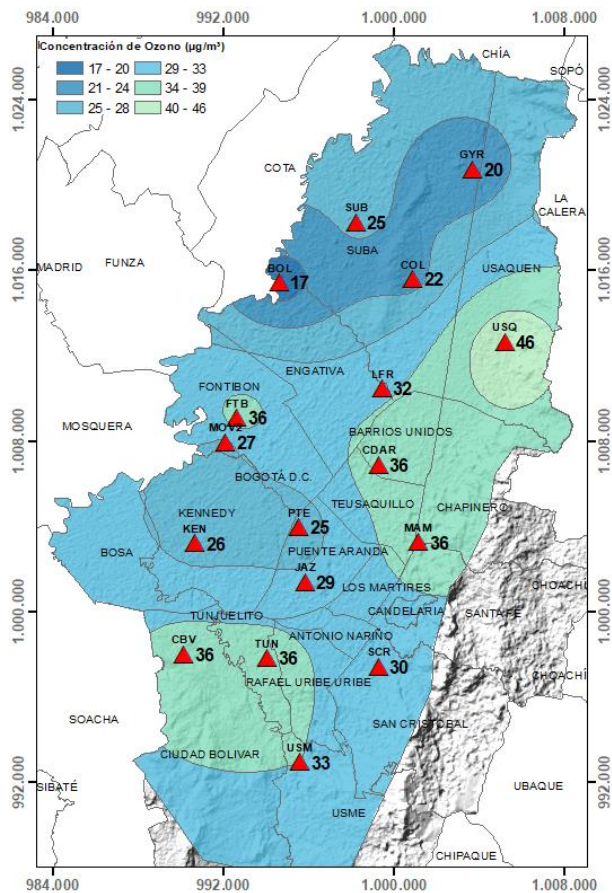 984.000 992.000 1.000.000 1.008.000
Concentración de Ozono (µg/m³)
17 - 20 29 - 33
21 - 24 34 - 39
25 - 28 40 - 46
CHÍA
SOPÓ
1.024.000 1.024.000
COTA
GYR
20
LA
CALERA
SUB
25
SUBA
MADRID
FUNZA
1.016.000 1.016.000
BOL
17
COL
22
USAQUEN
USQ
46
ENGATIVA
LFR
32
FONTIBON
FTB
36
MOSQUERA
MOV2
27
1.008.000 1.008.000
BARRIOS UNIDOS
CDAR
36
BOGOTÁ D.C.
TEUSAQUILLO
CHAPINERO
KENNEDY
KEN
26
PTE
25
MAM
36
BOSA
PUENTE ARANDA
JAZ
29
LOS MARTIRES
CHOACHÍ
CANDELARIA
SANTAFÉ
1.000.000 1.000.000
TUNJUELITO
ANTONIO NARIÑO
CBV
36
TUN
36
SCR
30
RAFAEL URIBE URIBE
CHOACHÍ
SOACHA
SAN CRISTOBAL
CIUDAD BOLIVAR
USM
33
992.000 992.000
SIBATÉ
UBAQUE
USME
CHIPAQUE
984.000 992.000 1.000.000 1.008.000